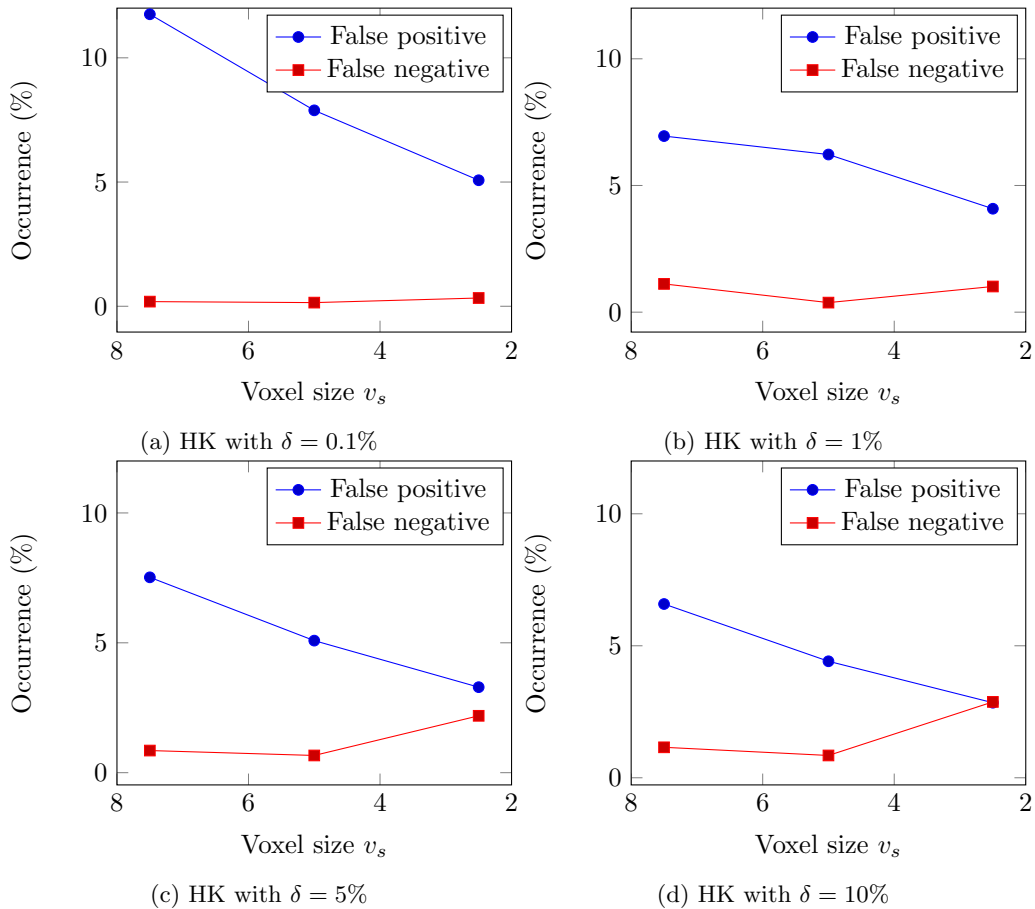 False positive
False negative
10
5
0
Occurrence (%)
8 6 4 2
Voxel size v_s
(a) HK with δ = 0.1%
False positive
False negative
10
5
0
Occurrence (%)
8 6 4 2
Voxel size v_s
(b) HK with δ = 1%
False positive
False negative
10
5
0
Occurrence (%)
8 6 4 2
Voxel size v_s
(c) HK with δ = 5%
False positive
False negative
10
5
0
Occurrence (%)
8 6 4 2
Voxel size v_s
(d) HK with δ = 10%